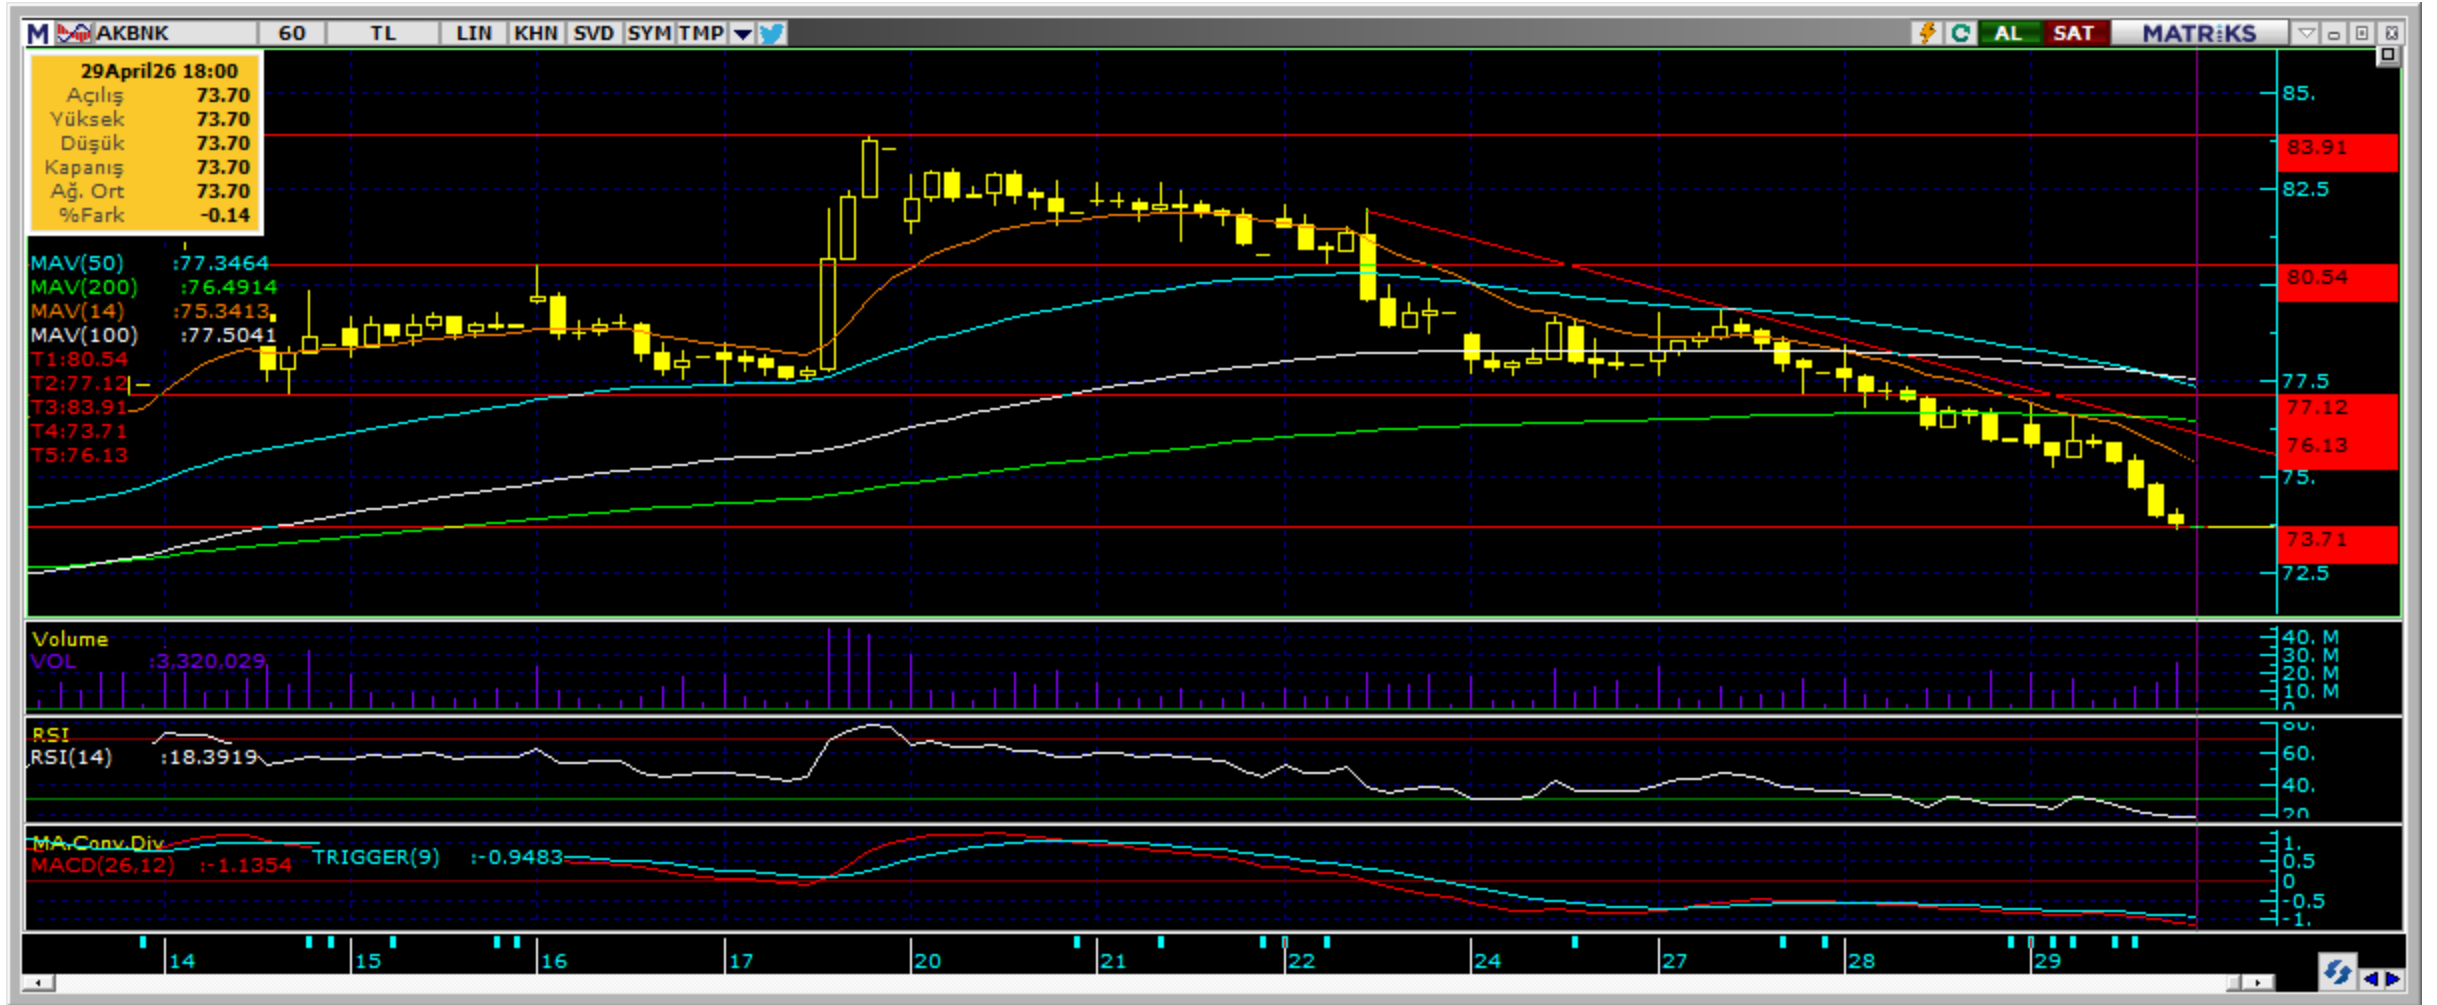 M AKBNK 60 TL LIN KHN SVD SYM TMP AL SAT MATRiKS
29April26 18:00
Açılış 73.70
Yüksek 73.70
Düşük 73.70
Kapanış 73.70
Ağ. Ort 73.70
%Fark -0.14
MAV(50) :77.3464
MAV(200) :76.4914
MAV(14) :75.3413
MAV(100) :77.5041
T1:80.54
T2:77.12
T3:83.91
T4:73.71
T5:76.13
85.
83.91
82.5
80.54
77.5
77.12
76.13
75.
73.71
72.5
Volume
VOL :3,320,029
40. M
30. M
20. M
10. M
0
RSI
RSI(14) :18.3919
80.
60.
40.
20
MA.Conv.Div
MACD(26,12) :-1.1354 TRIGGER(9) :-0.9483
1.
0.5
0
-0.5
-1.
14 15 16 17 20 21 22 24 27 28 29